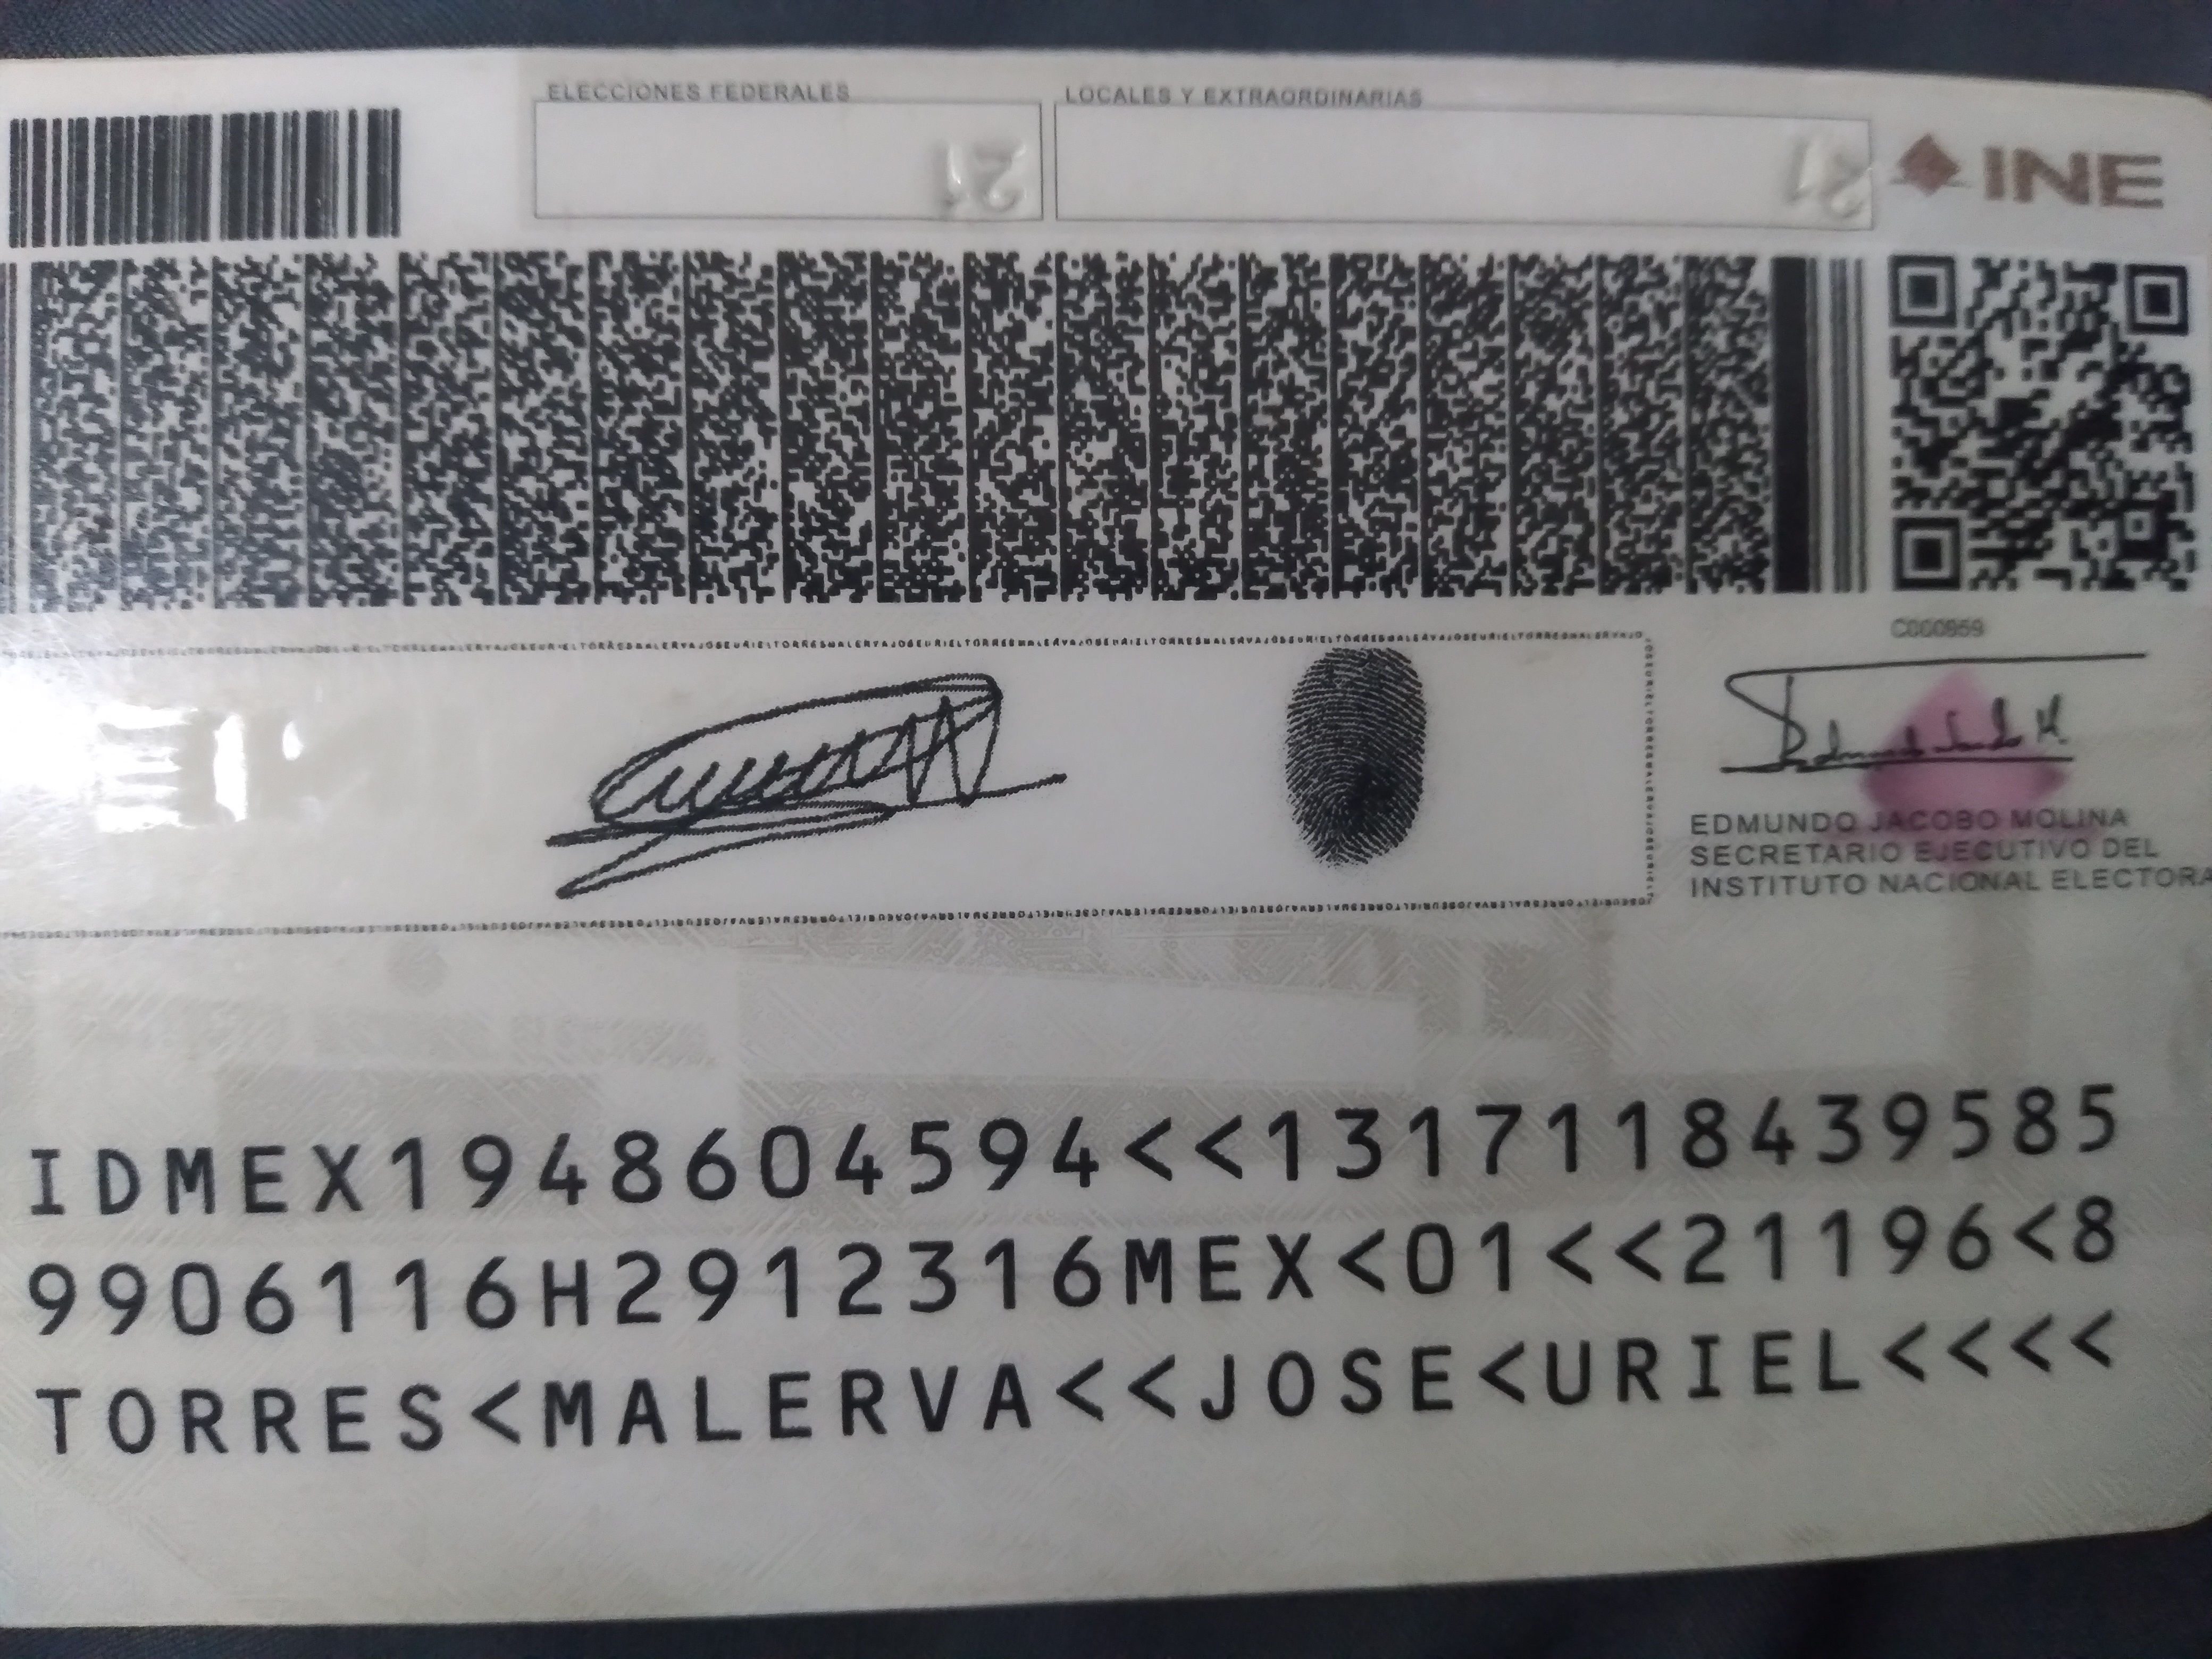 ELECCIONES FEDERALES
LOCALES Y EXTRAORDINARIAS
21
21
INE
EDMUNDO JACOBO MOLINA
SECRETARIO EJECUTIVO DEL
INSTITUTO NACIONAL ELECTORA
IDMEX1948604594<<1317118439585
9906116H2912316MEX<01<<21196<8
TORRES<MALERVA<<JOSE<URIEL<<<<